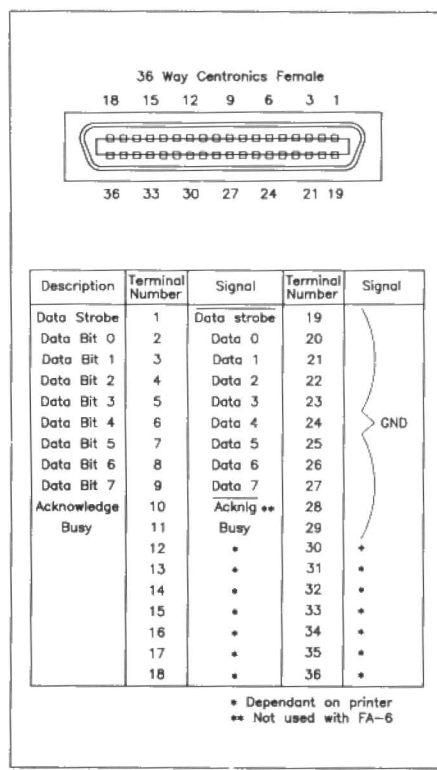 36 Way Centronics Female
18 15 12 9 6 3 1
36 33 30 27 24 21 19
Description Terminal Number Signal Terminal Number Signal
Data Strobe 1 Data strobe 19
Data Bit 0 2 Data 0 20
Data Bit 1 3 Data 1 21
Data Bit 2 4 Data 2 22
Data Bit 3 5 Data 3 23
Data Bit 4 6 Data 4 24 GND
Data Bit 5 7 Data 5 25
Data Bit 6 8 Data 6 26
Data Bit 7 9 Data 7 27
Acknowledge 10 Acknlg ** 28
Busy 11 Busy 29
12 * 30 *
13 * 31 *
14 * 32 *
15 * 33 *
16 * 34 *
17 * 35 *
18 * 36 *
* Dependant on printer
** Not used with FA-6